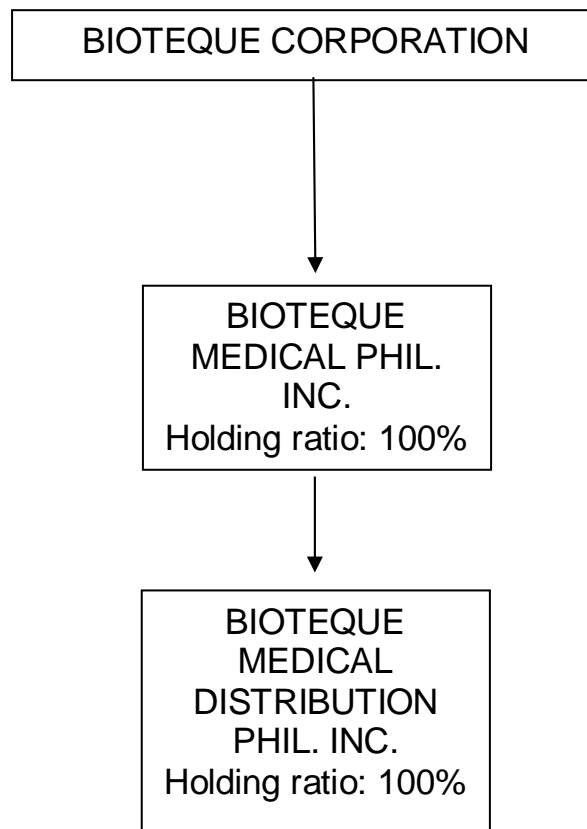 BIOTEQUE CORPORATION
BIOTEQUE
MEDICAL PHIL.
INC.
Holding ratio: 100%
BIOTEQUE
MEDICAL
DISTRIBUTION
PHIL. INC.
Holding ratio: 100%